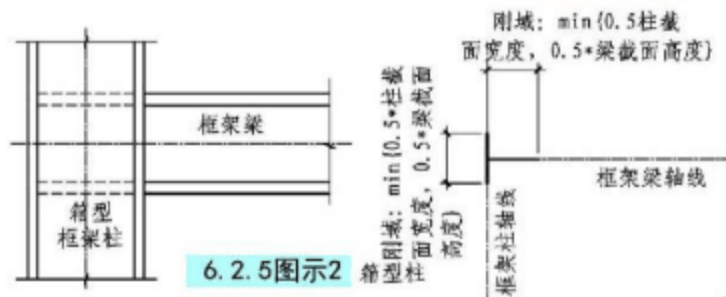 刚域: min{0.5柱截
面宽度, 0.5*梁截面高度}
框架梁
箱型
框架柱
刚域: min{0.5*柱截
面宽度, 0.5*梁截面
高度}
框架梁轴线
框架柱轴线
6.2.5图示2 箱型柱